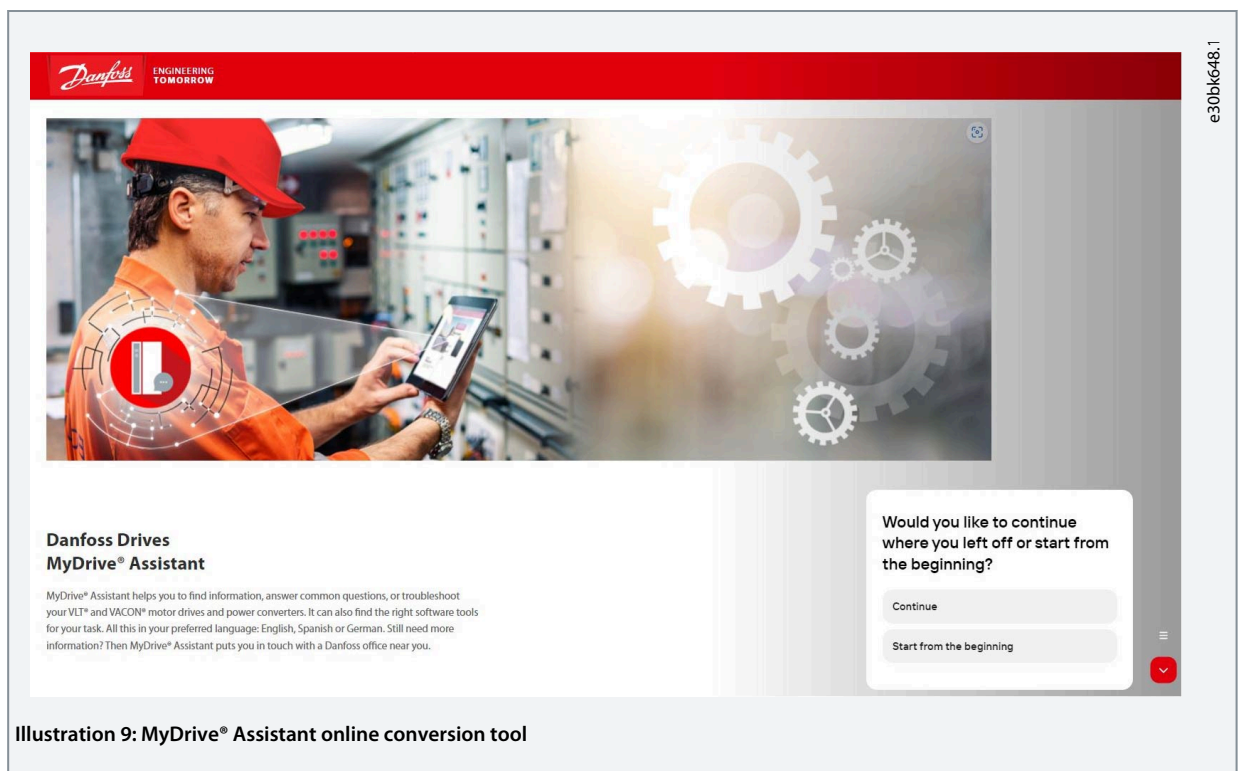 Danfoss
ENGINEERING
TOMORROW
e30bk648.1
Danfoss Drives
MyDrive® Assistant
MyDrive® Assistant helps you to find information, answer common questions, or troubleshoot
your VLT® and VACON® motor drives and power converters. It can also find the right software tools
for your task. All this in your preferred language: English, Spanish or German. Still need more
information? Then MyDrive® Assistant puts you in touch with a Danfoss office near you.
Would you like to continue
where you left off or start from
the beginning?
Continue
Start from the beginning
Illustration 9: MyDrive® Assistant online conversion tool